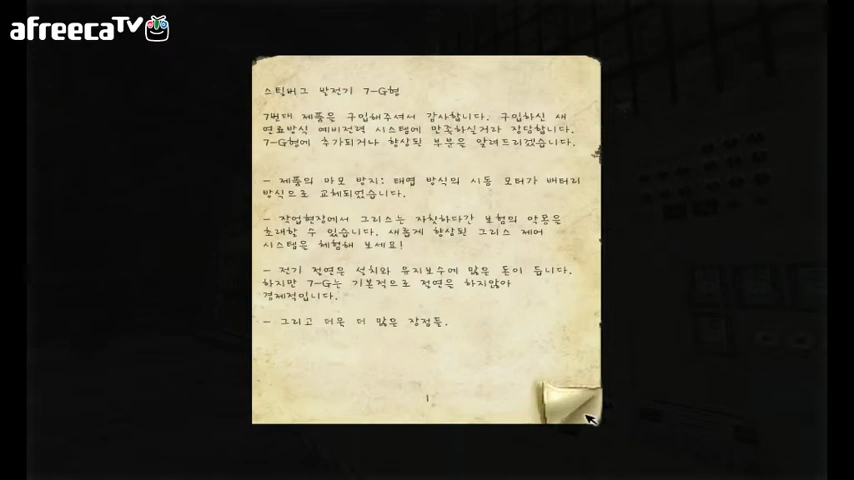 afreecaTV
스팀버그 발전기 7-G형
7번대 제품을 구입해주셔서 감사합니다. 구입하신 새
연료방식 예비전력 시스템에 만족하실거라 장담합니다.
7-G형에 추가되거나 향상된 부분을 알려드리겠습니다.
- 제품의 마모 방지: 태엽 방식의 시동 모터가 배터리
방식으로 교체되었습니다.
- 작업현장에서 그리스는 자칫하다간 보험의 악몽을
초래할 수 있습니다. 새롭게 향상된 그리스 제어
시스템을 체험해 보세요!
- 전기 절연은 설치와 유지보수에 많은 돈이 듭니다.
하지만 7-G는 기본적으로 절연을 하지않아
경제적입니다.
- 그리고 더욱 더 많은 장점들.
1